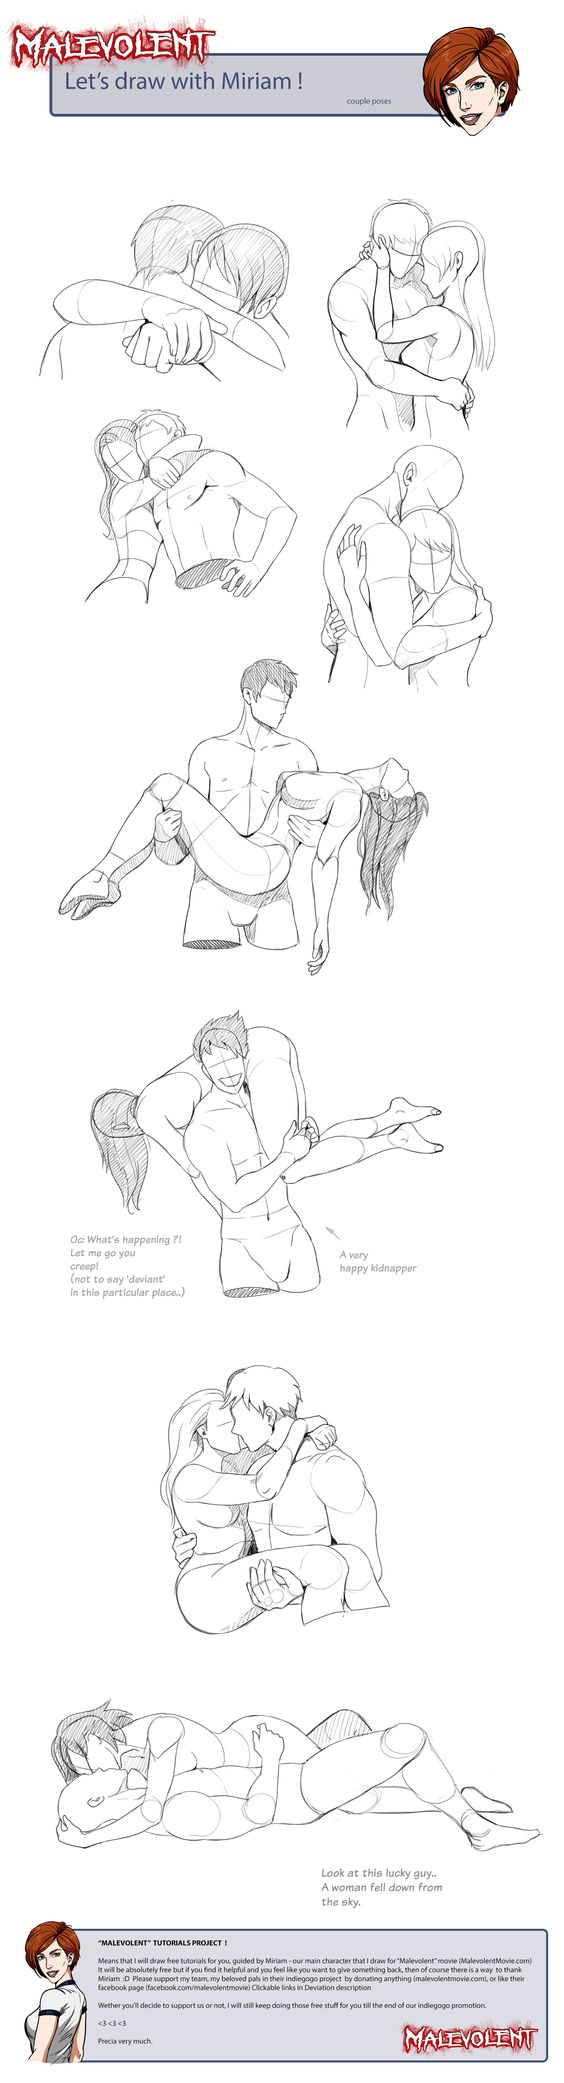 MALEVOLENT
Let's draw with Miriam !
couple poses
Oc: What's happening ?!
Let me go you
creep!
(not to say 'deviant'
in this particular place..)
A very
happy kidnapper
Look at this lucky guy..
A woman fell down from
the sky.
"MALEVOLENT" TUTORIALS PROJECT !
Means that I will draw free tutorials for you, guided by Miriam - our main character that I draw for "Malevolent" movie (MalevolentMovie.com)
It will be absolutely free but if you find it helpful and you feel like you want to give something back, then of course there is a way to thank
Miriam :D Please support my team, my beloved pals in their indiegogo project by donating anything (malevolentmovie.com), or like their
facebook page (facebook.com/malevolentmovie) Clickable links in Deviation description
Wether you'll decide to support us or not, I will still keep doing those free stuff for you till the end of our indiegogo promotion.
<3 <3 <3
Precia very much.
MALEVOLENT